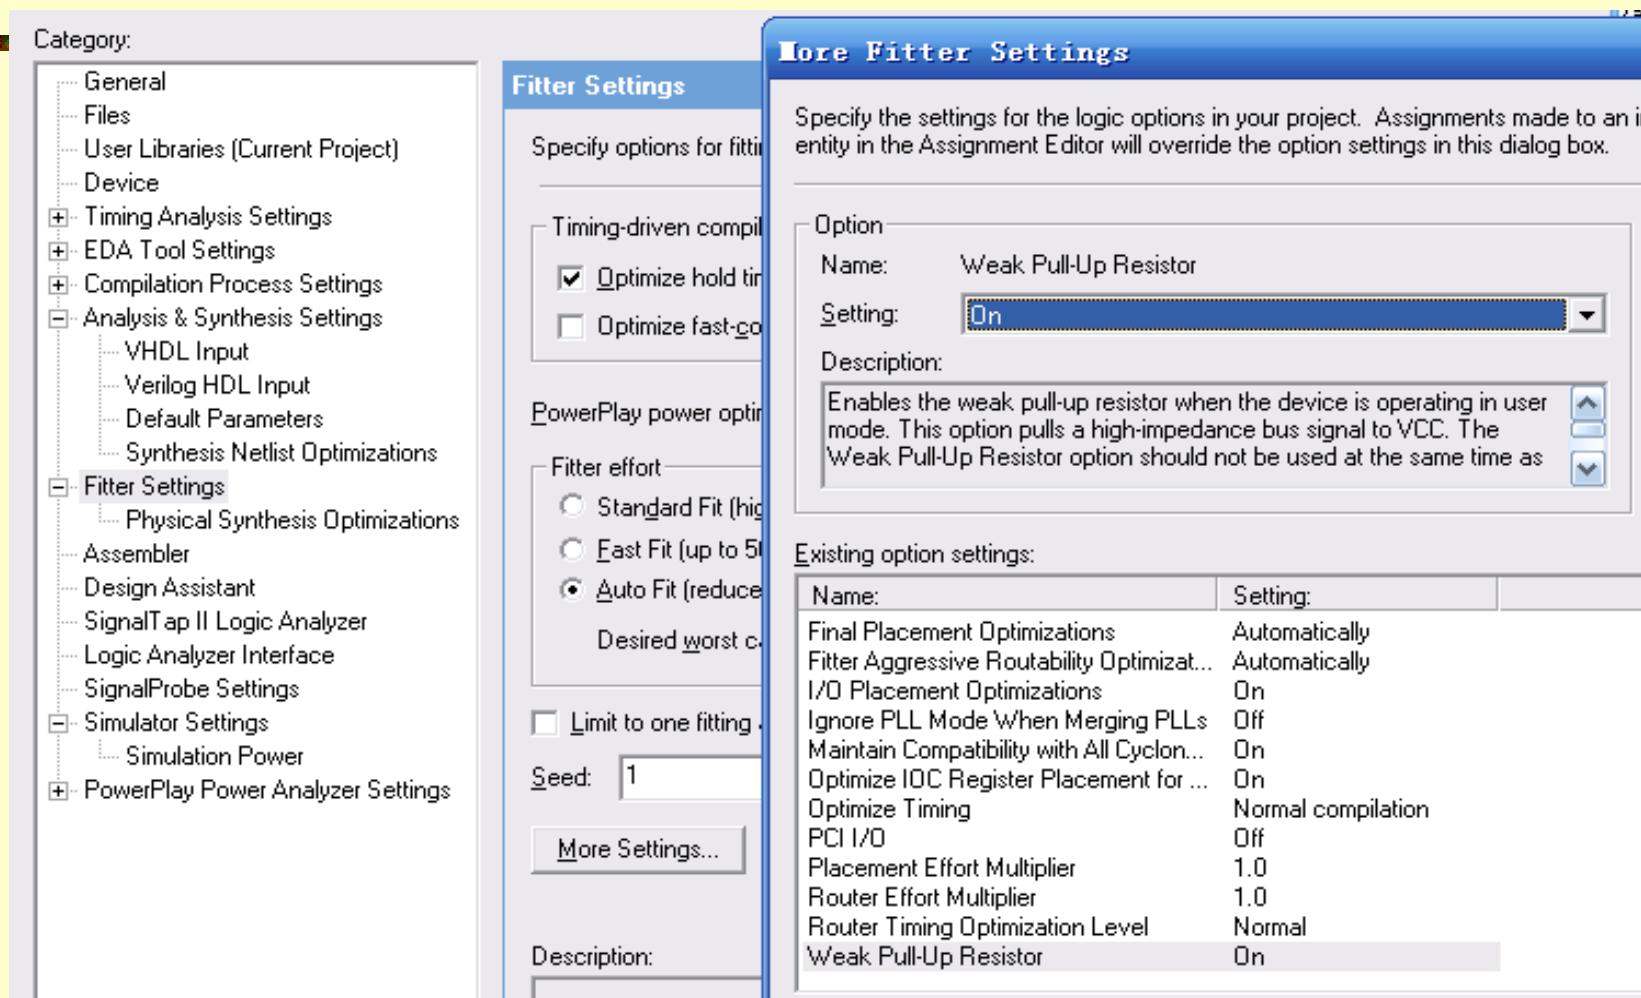 Category:
General
Files
User Libraries (Current Project)
Device
Timing Analysis Settings
EDA Tool Settings
Compilation Process Settings
Analysis & Synthesis Settings
VHDL Input
Verilog HDL Input
Default Parameters
Synthesis Netlist Optimizations
Fitter Settings
Physical Synthesis Optimizations
Assembler
Design Assistant
SignalTap II Logic Analyzer
Logic Analyzer Interface
SignalProbe Settings
Simulator Settings
Simulation Power
PowerPlay Power Analyzer Settings
Fitter Settings
Specify options for
Timing-driven
Optimize hold
Optimize
PowerPlay power
Fitter effort
Standard Fit
Fast Fit (up to
Auto Fit
Desired worst
Limit to one fitting
Seed: 1
More Settings...
Description:
More Fitter Settings
Specify the settings for the logic options in your project. Assignments made to an
entity in the Assignment Editor will override the option settings in this dialog box.
Option
Name: Weak Pull-Up Resistor
Setting: On
Description:
Enables the weak pull-up resistor when the device is operating in user
mode. This option pulls a high-impedance bus signal to VCC. The
Weak Pull-Up Resistor option should not be used at the same time as
Existing option settings:
Name: Setting:
Final Placement Optimizations Automatically
Fitter Aggressive Routability Optimizat... Automatically
I/O Placement Optimizations On
Ignore PLL Mode When Merging PLLs Off
Maintain Compatibility with All Cyclon... On
Optimize IOC Register Placement for ... On
Optimize Timing Normal compilation
PCI I/O Off
Placement Effort Multiplier 1.0
Router Effort Multiplier 1.0
Router Timing Optimization Level Normal
Weak Pull-Up Resistor On